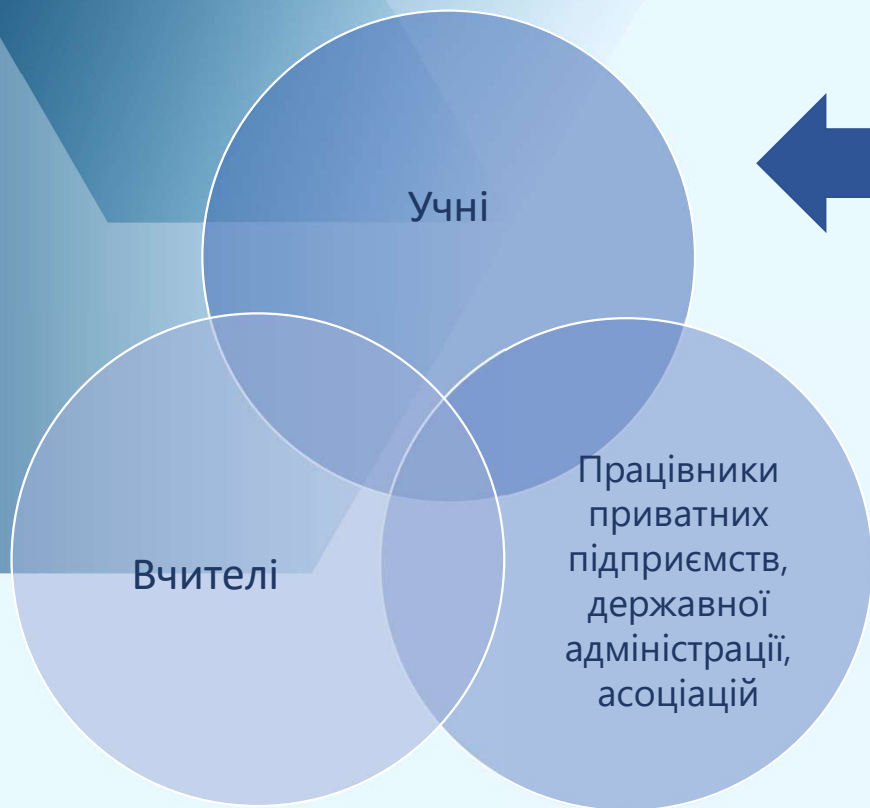 Учні
Вчителі
Працівники
приватних
підприємств,
державної
адміністрації,
асоціацій